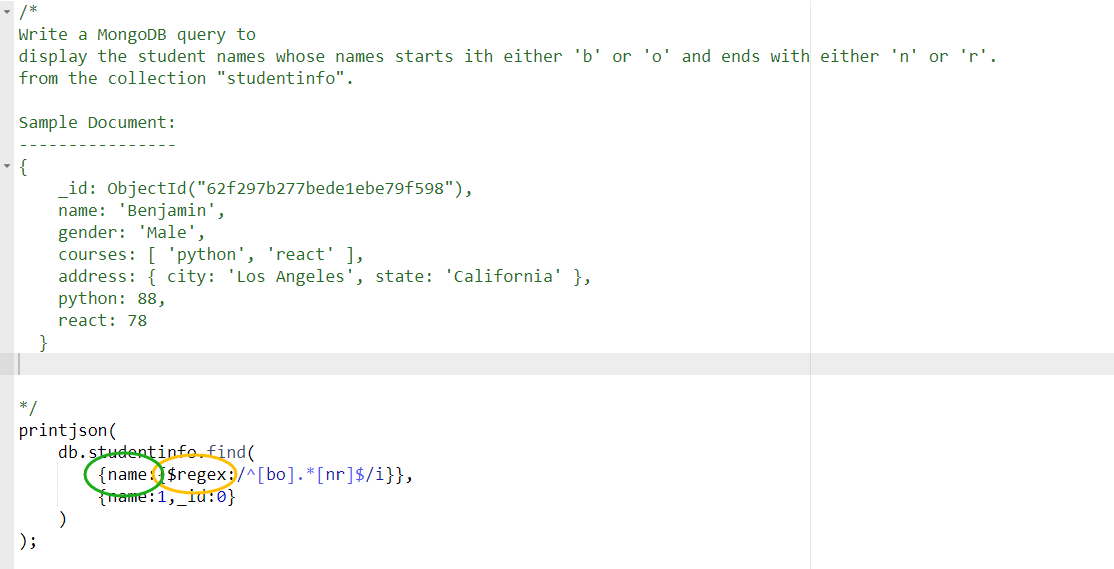 /*
Write a MongoDB query to
display the student names whose names starts ith either 'b' or 'o' and ends with either 'n' or 'r'.
from the collection "studentinfo".
Sample Document:
----------------
{
_id: ObjectId("62f297b277bede1ebe79f598"),
name: 'Benjamin',
gender: 'Male',
courses: [ 'python', 'react' ],
address: { city: 'Los Angeles', state: 'California' },
python: 88,
react: 78
}
*/
printjson(
db.studentinfo.find(
{name:{$regex:/^[bo].*[nr]$/i}},
{name:1,_id:0}
)
);